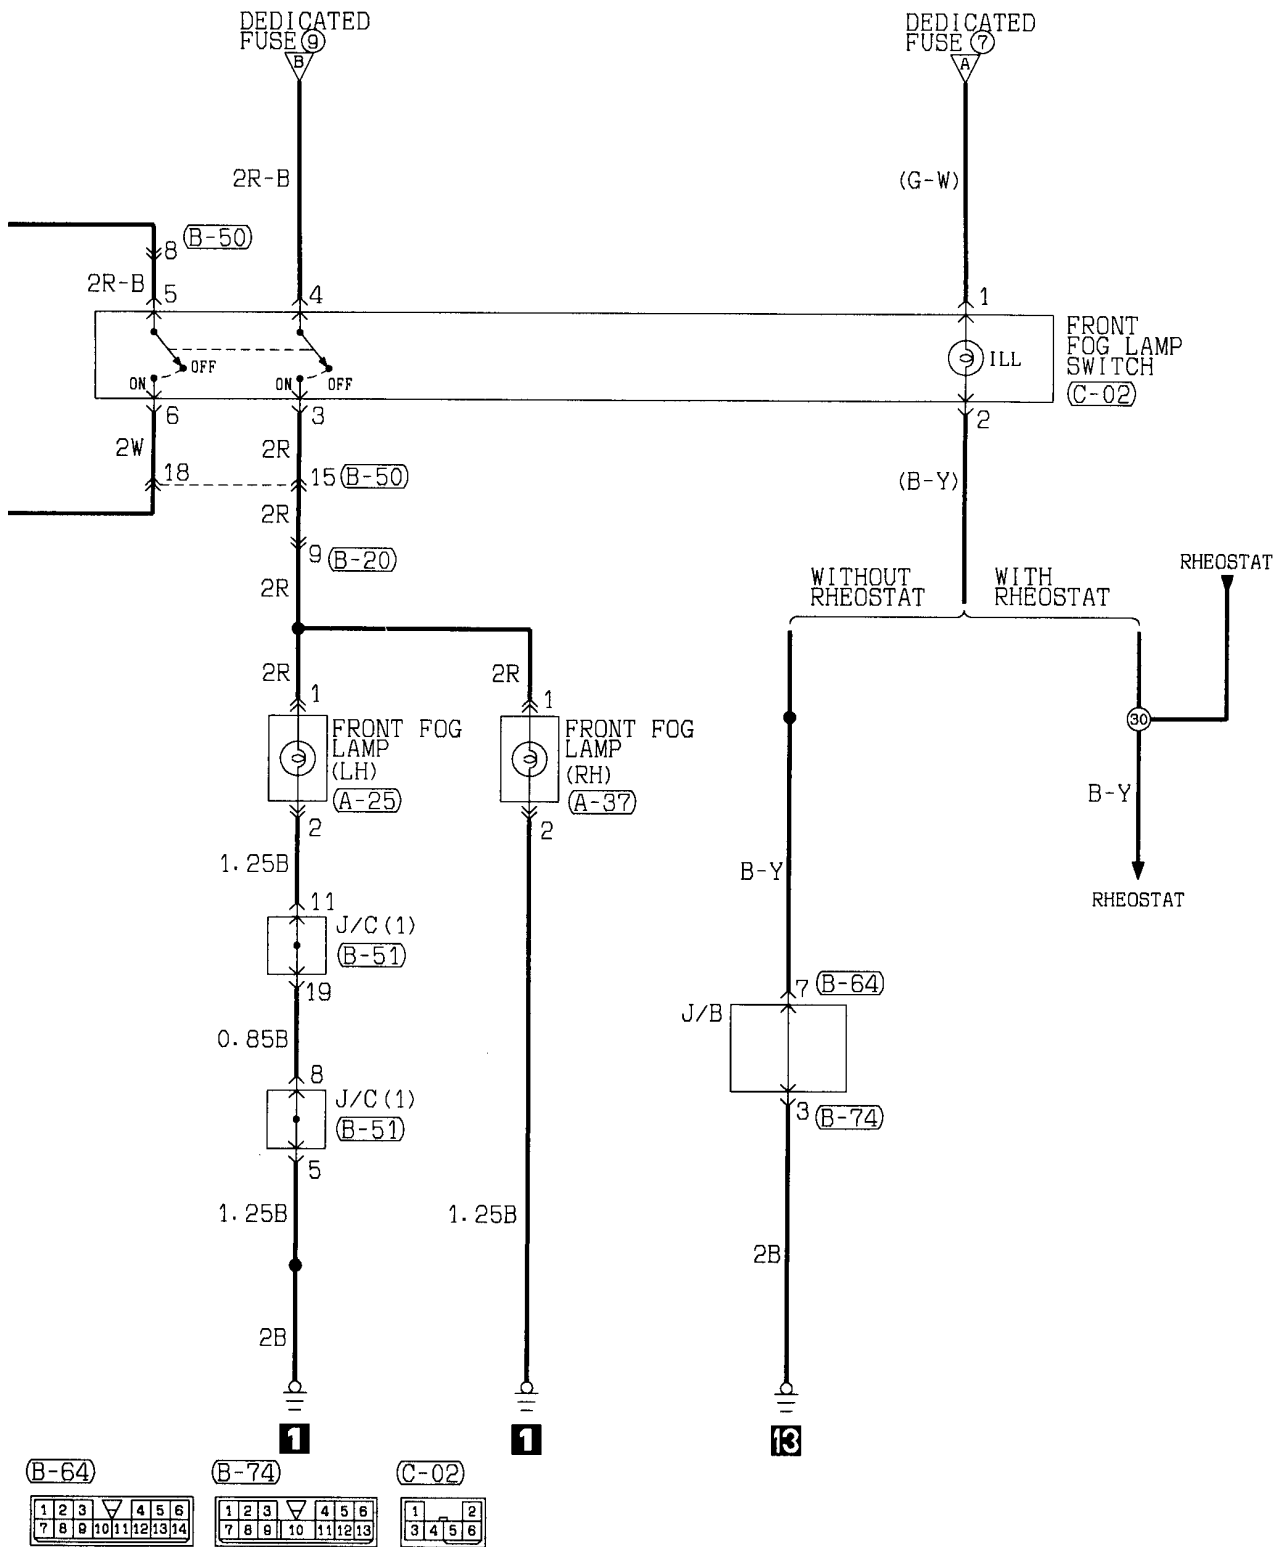 DEDICATED
FUSE 9
B
DEDICATED
FUSE 7
A
2R-B
(G-W)
8
(B-50)
2R-B
5
4
1
ON
OFF
ON
OFF
ILL
FRONT
FOG LAMP
SWITCH
(C-02)
6
3
2
2W
2R
18
15
(B-50)
(B-Y)
2R
9
(B-20)
2R
WITHOUT
RHEOSTAT
WITH
RHEOSTAT
RHEOSTAT
2R
1
2R
1
FRONT FOG
LAMP
(LH)
(A-25)
FRONT FOG
LAMP
(RH)
(A-37)
30
2
2
B-Y
1.25B
B-Y
RHEOSTAT
11
J/C(1)
(B-51)
19
7
(B-64)
J/B
0.85B
8
J/C(1)
(B-51)
3
(B-74)
5
1.25B
1.25B
2B
2B
1
1
13
(B-64)
(B-74)
(C-02)
1 2 3 4 5 6
7 8 9 10 11 12 13 14
1 2 3 4 5 6
7 8 9 10 11 12 13
1 2
3 4 5 6